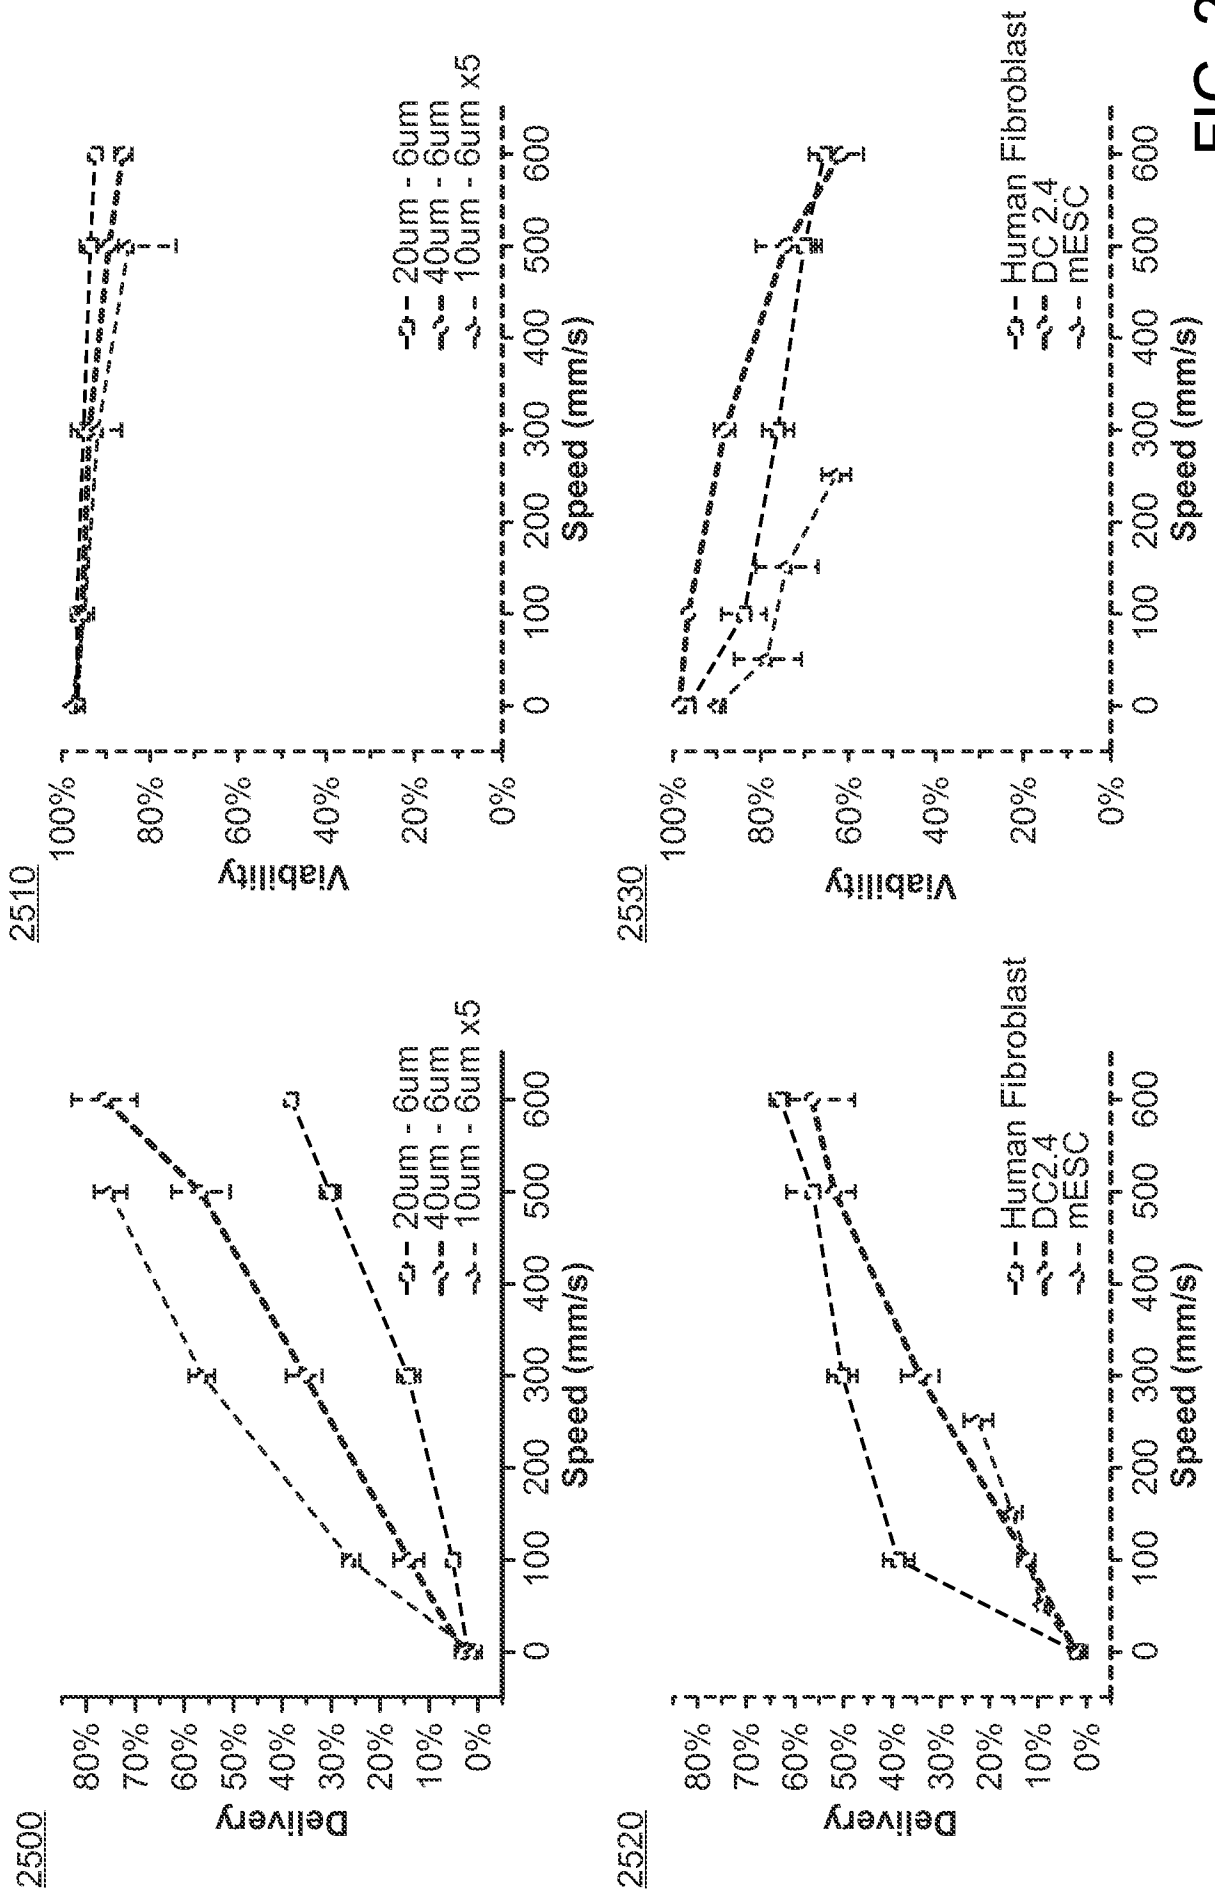 2500
Delivery
80%
70%
60%
50%
40%
30%
20%
10%
0%
0 100 200 300 400 500 600
Speed (mm/s)
20um - 6um
40um - 6um
10um - 6um x5
2510
Viability
100%
80%
60%
40%
20%
0%
0 100 200 300 400 500 600
Speed (mm/s)
20um - 6um
40um - 6um
10um - 6um x5
2520
Delivery
80%
70%
60%
50%
40%
30%
20%
10%
0%
0 100 200 300 400 500 600
Speed (mm/s)
Human Fibroblast
DC2.4
mESC
2530
Viability
100%
80%
60%
40%
20%
0%
0 100 200 300 400 500 600
Speed (mm/s)
Human Fibroblast
DC 2.4
mESC
FIG. 2